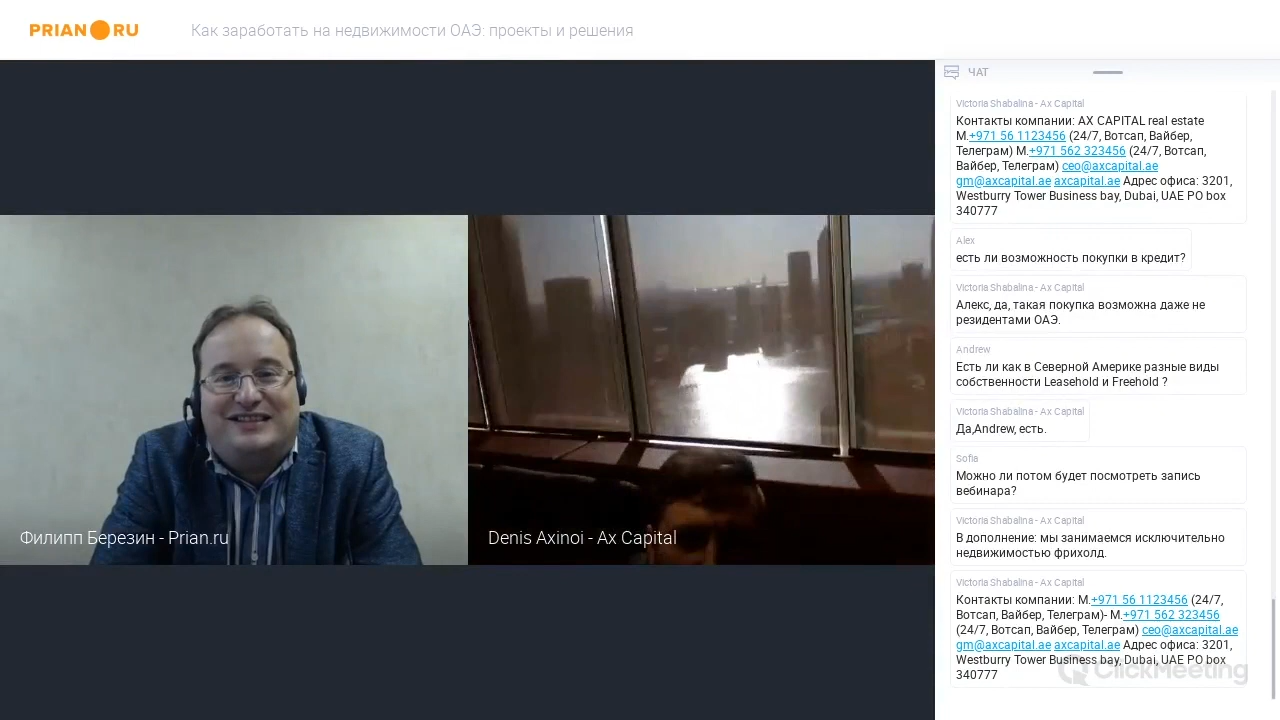 PRIAN RU
Как заработать на недвижимости ОАЭ: проекты и решения
Филипп Березин - Prian.ru
Denis Axinoi - Ax Capital
ЧАТ
Victoria Shabalina - Ax Capital
Контакты компании: AX CAPITAL real estate
М.+971 56 1123456 (24/7, Вотсап, Вайбер,
Телеграм) М.+971 562 323456 (24/7, Вотсап,
Вайбер, Телеграм) ceo@axcapital.ae
gm@axcapital.ae axcapital.ae Адрес офиса: 3201,
Westburry Tower Business bay, Dubai, UAE PO box
340777
Alex
есть ли возможность покупки в кредит?
Victoria Shabalina - Ax Capital
Алекс, да, такая покупка возможна даже не
резидентами ОАЭ.
Andrew
Есть ли как в Северной Америке разные виды
собственности Leasehold и Freehold ?
Victoria Shabalina - Ax Capital
Да,Andrew, есть.
Sofia
Можно ли потом будет посмотреть запись
вебинара?
Victoria Shabalina - Ax Capital
В дополнение: мы занимаемся исключительно
недвижимостью фрихолд.
Victoria Shabalina - Ax Capital
Контакты компании: М.+971 56 1123456 (24/7,
Вотсап, Вайбер, Телеграм)- М.+971 562 323456
(24/7, Вотсап, Вайбер, Телеграм) ceo@axcapital.ae
gm@axcapital.ae axcapital.ae Адрес офиса: 3201,
Westburry Tower Business bay, Dubai, UAE PO box
340777
ClickMeeting